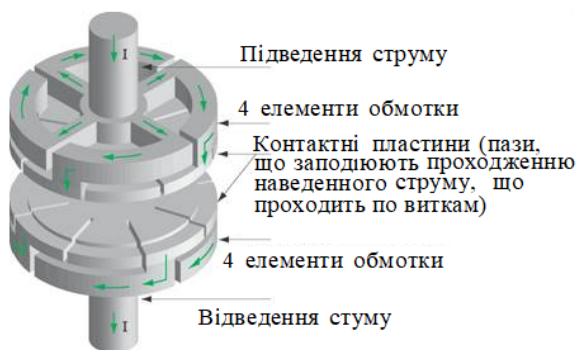 I
Підведення струму
4 елементи обмотки
Контактні пластини (пази,
що заподіюють проходженню
наведенного струму, що
проходить по виткам)
4 елементи обмотки
Відведення стуму
I